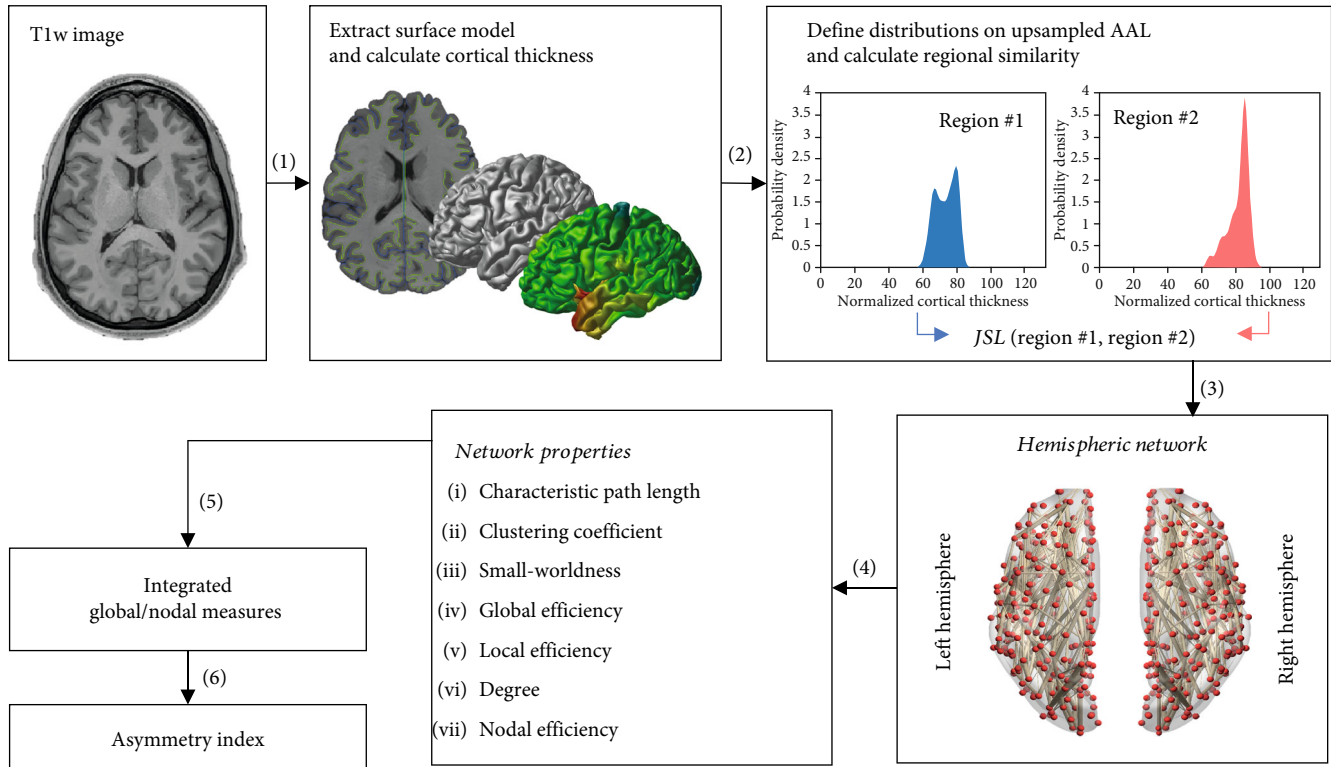 T1w image
(1)
Extract surface model
and calculate cortical thickness
(2)
Define distributions on upsampled AAL
and calculate regional similarity
Probability density
4
3.5
3
2.5
2
1.5
1
0.5
0
Region #1
0 20 40 60 80 100 120
Normalized cortical thickness
Probability density
4
3.5
3
2.5
2
1.5
1
0.5
0
Region #2
0 20 40 60 80 100 120
Normalized cortical thickness
JSL (region #1, region #2)
(3)
Hemispheric network
Left hemisphere
Right hemisphere
(4)
Network properties
(i) Characteristic path length
(ii) Clustering coefficient
(iii) Small-worldness
(iv) Global efficiency
(v) Local efficiency
(vi) Degree
(vii) Nodal efficiency
(5)
Integrated
global/nodal measures
(6)
Asymmetry index